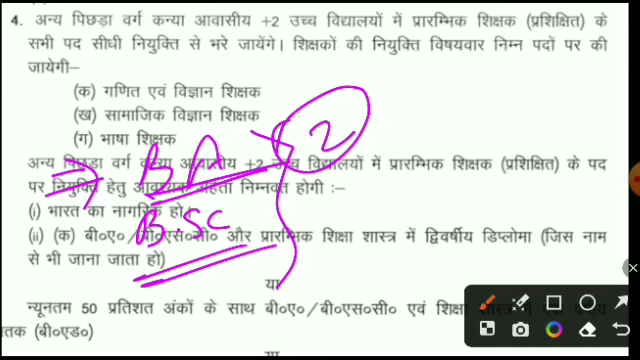 4. अन्य पिछड़ा वर्ग कन्या आवासीय +2 उच्च विद्यालयों में प्रारम्भिक शिक्षक (प्रशिक्षित) के
सभी पद सीधी नियुक्ति से भरे जायेंगे। शिक्षकों की नियुक्ति विषयवार निम्न पदों पर की
जायेगी–
(क) गणित एवं विज्ञान शिक्षक
(ख) सामाजिक विज्ञान शिक्षक
(ग) भाषा शिक्षक
2
BA
अन्य पिछड़ा वर्ग कन्या आवासीय +2 उच्च विद्यालयों में प्रारम्भिक शिक्षक (प्रशिक्षित) के पद
पर नियुक्ति हेतु आवश्यक अर्हता निम्नवत होगी :–
(i) भारत का नागरिक हो।
B.SC
(ii) (क) बी०ए०/बी०एस०सी० और प्रारम्भिक शिक्षा शास्त्र में द्विवर्षीय डिप्लोमा (जिस नाम
से भी जाना जाता हो)
या
न्यूनतम 50 प्रतिशत अंकों के साथ बी०ए०/बी०एस०सी० एवं शिक्षा
तक (बी०एड०)